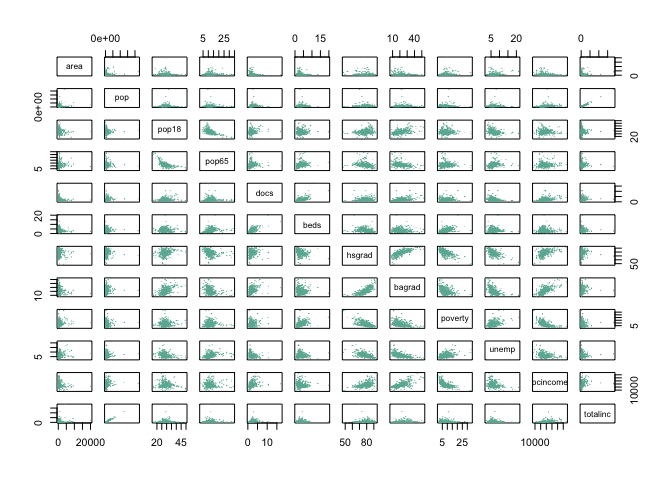 0e+00 5 25 0 15 10 40 5 20 0
area 0
0e+00 pop
pop18 20
5 pop65
docs 0
0 20 beds
hsgrad 50
10 bagrad
poverty 5
5 unemp
pcincome 10000
0 totalinc
0 20000 20 45 0 10 50 80 5 25 10000